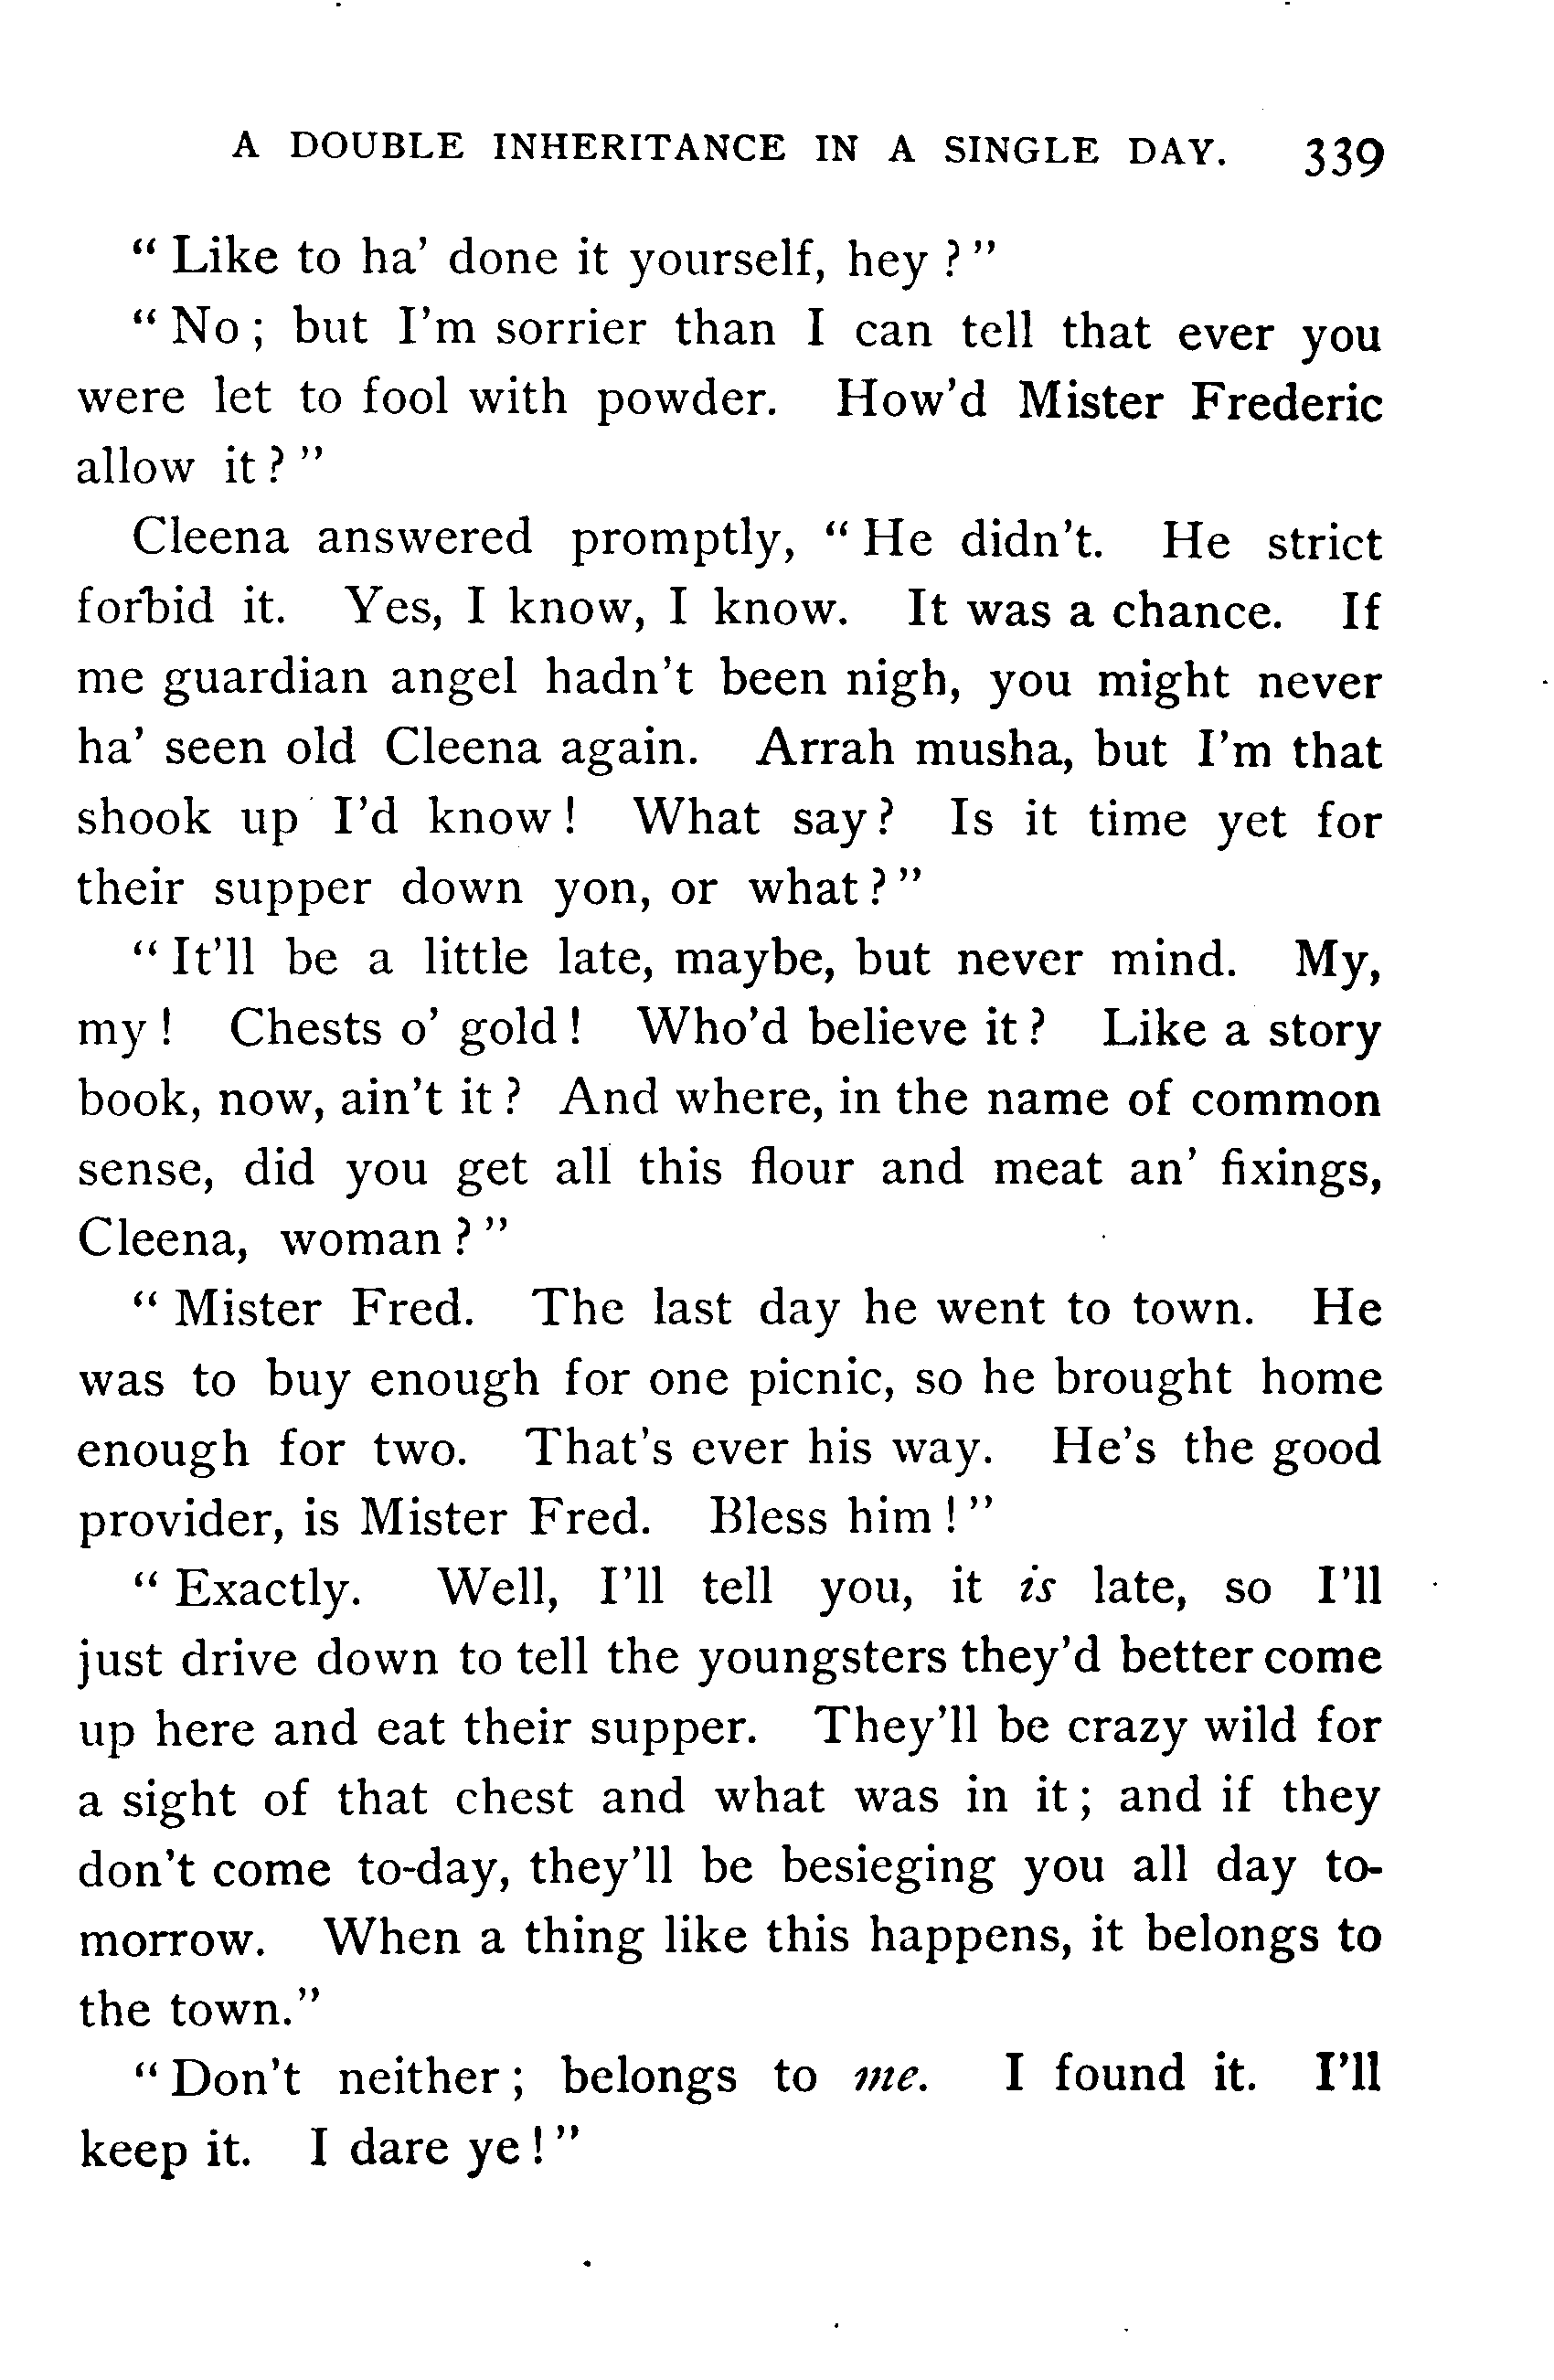 A DOUBLE INHERITANCE IN A SINGLE DAY. 339
“Like to ha’ done it yourself, hey?”
“No; but I’m sorrier than I can tell that ever you
were let to fool with powder. How’d Mister Frederic
allow it?”
Cleena answered promptly, “He didn’t. He strict
forbid it. Yes, I know, I know. It was a chance. If
me guardian angel hadn’t been nigh, you might never
ha’ seen old Cleena again. Arrah musha, but I’m that
shook up I’d know! What say? Is it time yet for
their supper down yon, or what?”
“It’ll be a little late, maybe, but never mind. My,
my! Chests o’ gold! Who’d believe it? Like a story
book, now, ain’t it? And where, in the name of common
sense, did you get all this flour and meat an’ fixings,
Cleena, woman?”
“Mister Fred. The last day he went to town. He
was to buy enough for one picnic, so he brought home
enough for two. That’s ever his way. He’s the good
provider, is Mister Fred. Bless him!”
“Exactly. Well, I’ll tell you, it is late, so I’ll
just drive down to tell the youngsters they’d better come
up here and eat their supper. They’ll be crazy wild for
a sight of that chest and what was in it; and if they
don’t come to-day, they’ll be besieging you all day to-
morrow. When a thing like this happens, it belongs to
the town.”
“Don’t neither; belongs to me. I found it. I’ll
keep it. I dare ye!”